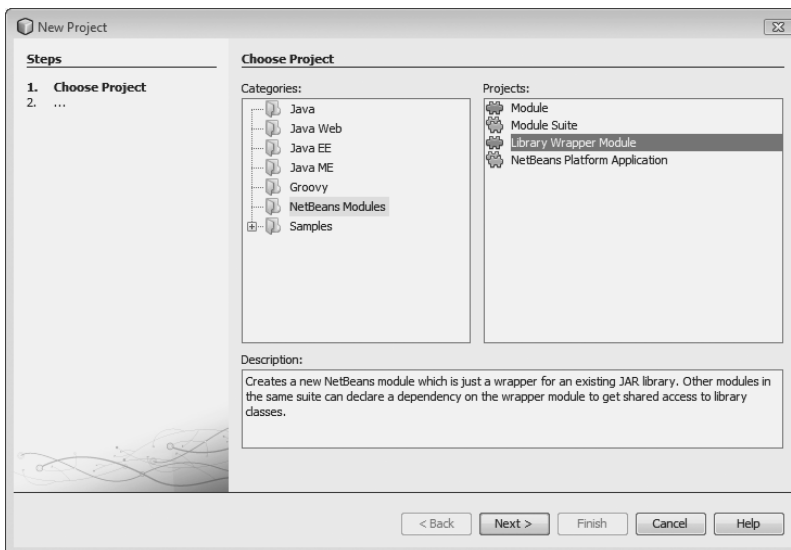 New Project
Steps
1. Choose Project
2. ...
Choose Project
Categories:
Java
Java Web
Java EE
Java ME
Groovy
NetBeans Modules
Samples
Projects:
Module
Module Suite
Library Wrapper Module
NetBeans Platform Application
Description:
Creates a new NetBeans module which is just a wrapper for an existing JAR library. Other modules in
the same suite can declare a dependency on the wrapper module to get shared access to library
classes.
< Back
Next >
Finish
Cancel
Help